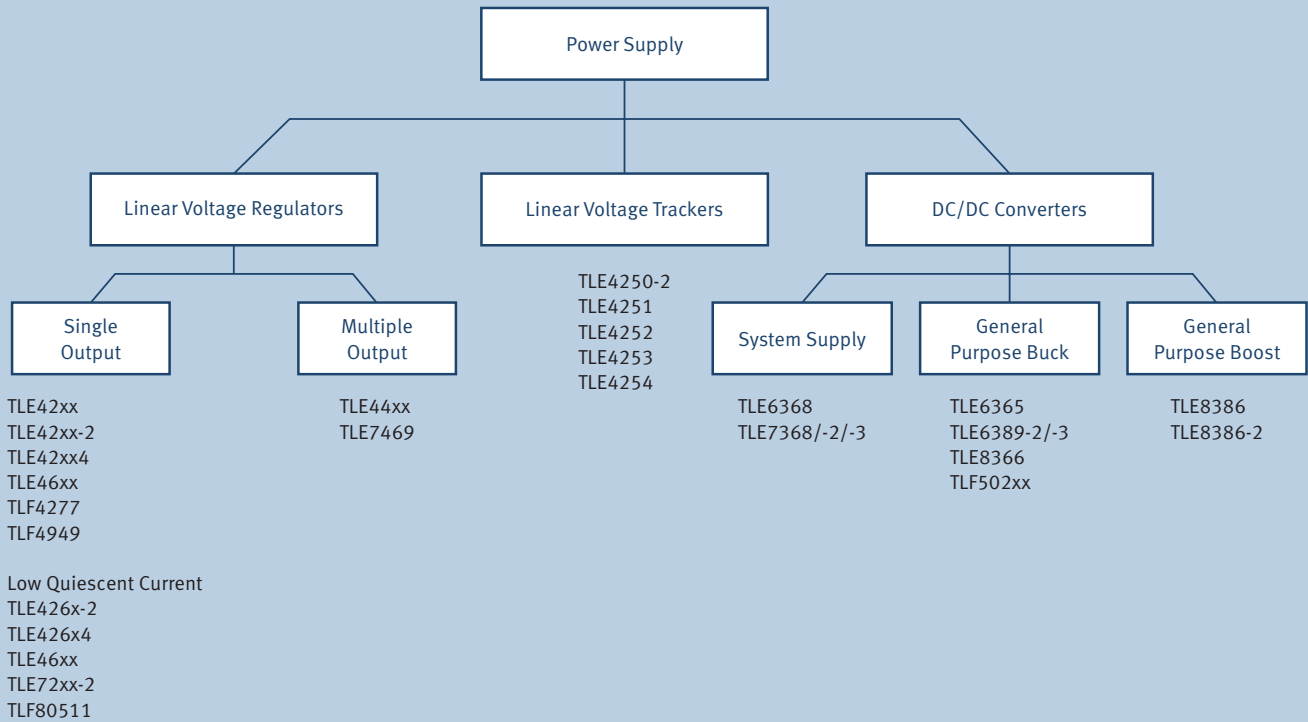 Power Supply
Linear Voltage Regulators
Linear Voltage Trackers
DC/DC Converters
Single
Output
Multiple
Output
TLE4250-2
TLE4251
TLE4252
TLE4253
TLE4254
System Supply
General
Purpose Buck
General
Purpose Boost
TLE42xx
TLE42xx-2
TLE42xx4
TLE46xx
TLF4277
TLF4949
Low Quiescent Current
TLE426x-2
TLE426x4
TLE46xx
TLE72xx-2
TLF80511
TLE44xx
TLE7469
TLE6368
TLE7368/-2/-3
TLE6365
TLE6389-2/-3
TLE8366
TLF502xx
TLE8386
TLE8386-2